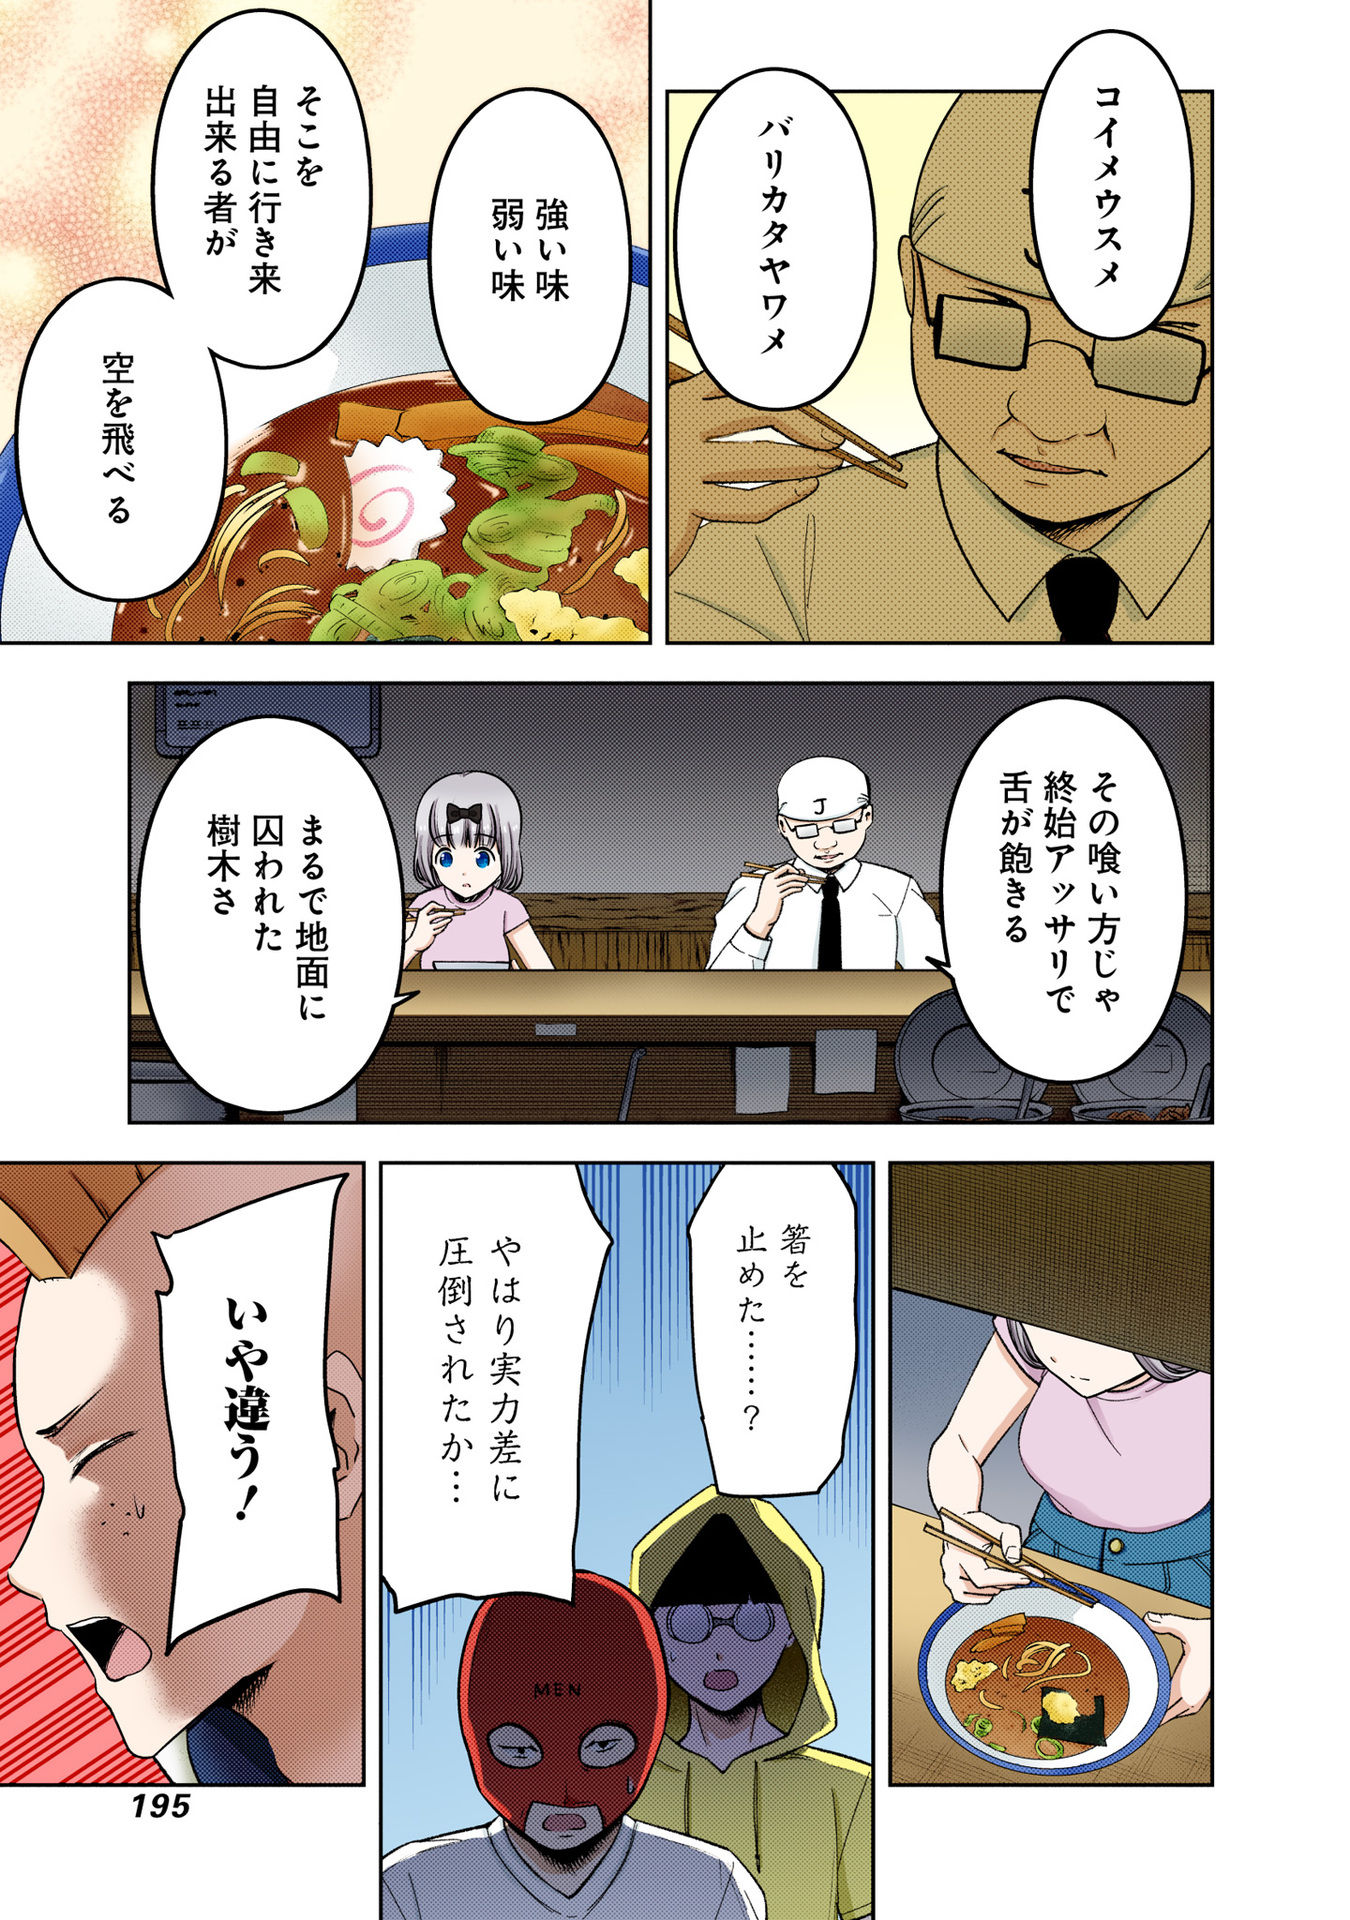 コイメウスメ
バリカタヤワメ
強い味
弱い味
そこを
自由に行き来
出来る者が
空を飛べる
その喰い方じゃ
終始アッサリで
舌が飽きる
J
まるで地面に
囚われた
樹木さ
箸を
止めた………?
やはり実力差に
圧倒されたか…
MEN
いや違う!
195